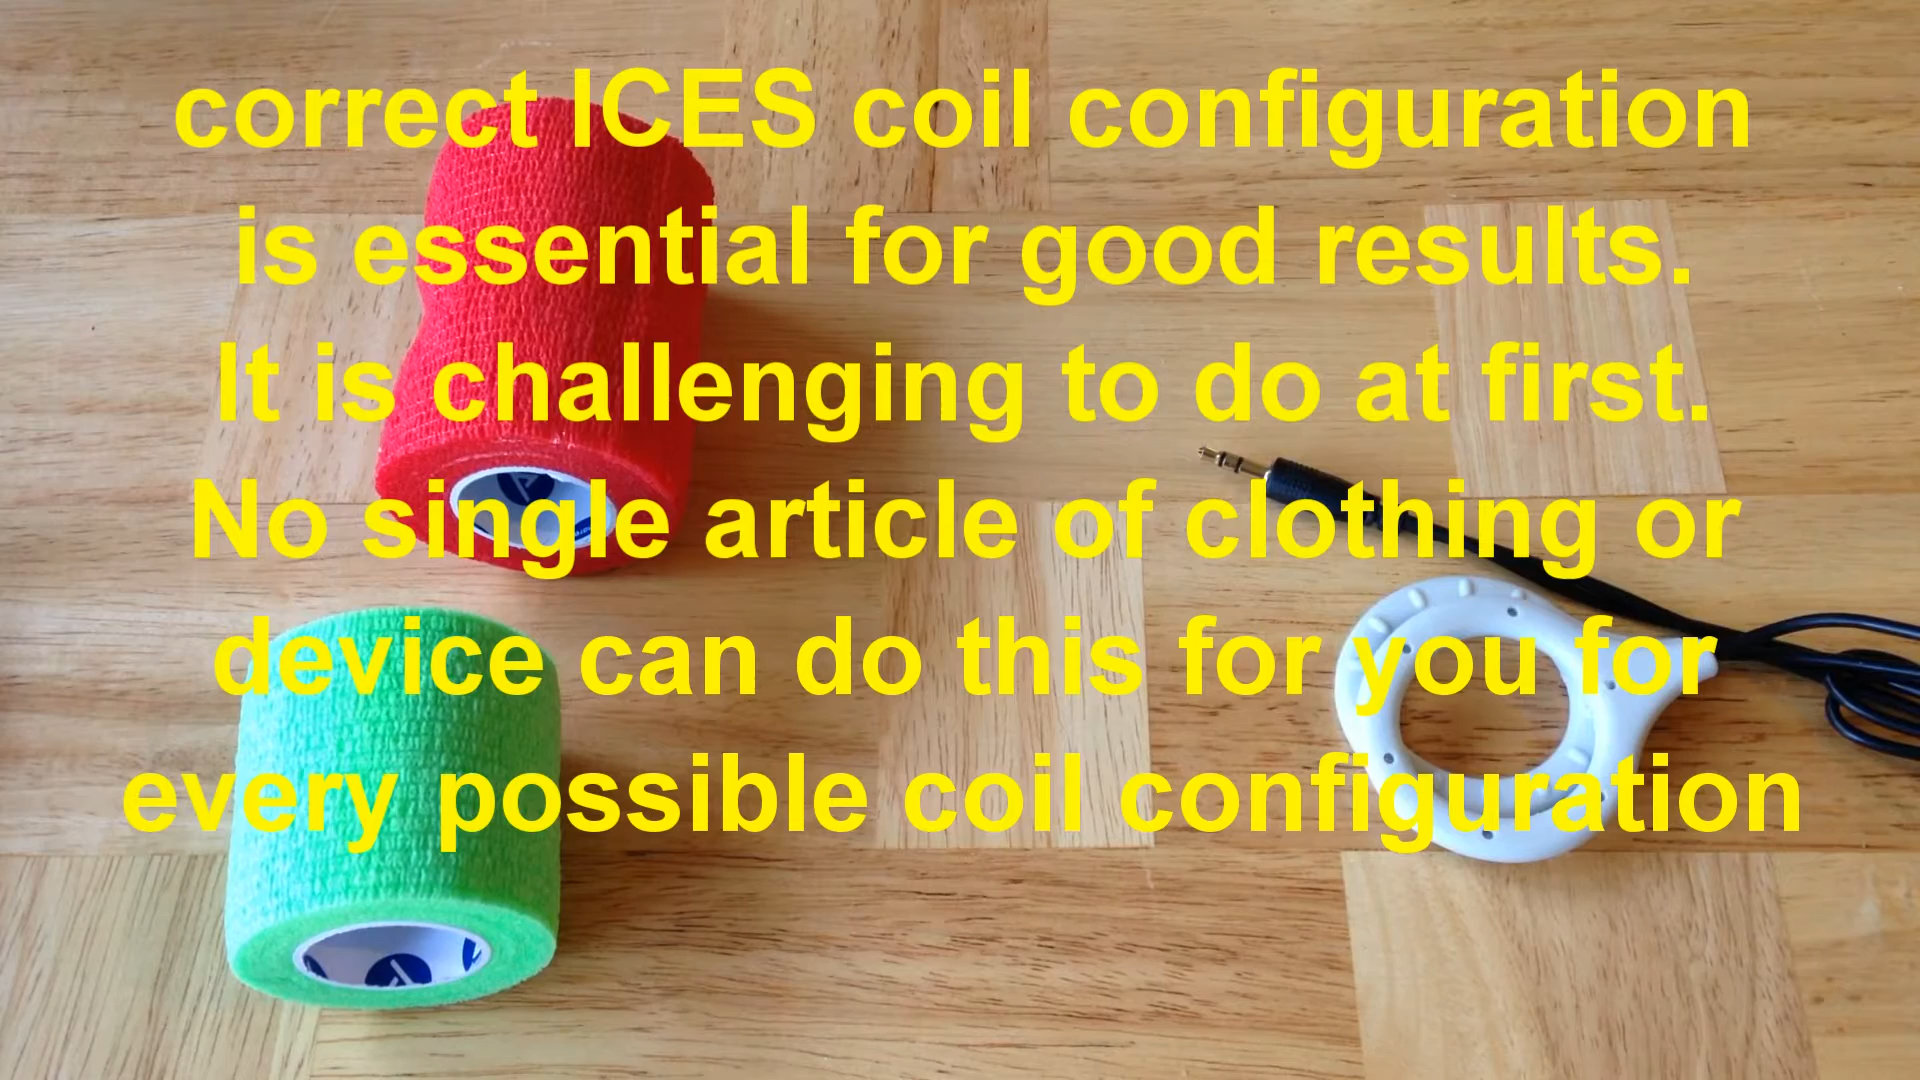 correct ICES coil configuration
is essential for good results.
It is challenging to do at first.
No single article of clothing or
device can do this for you for
every possible coil configuration